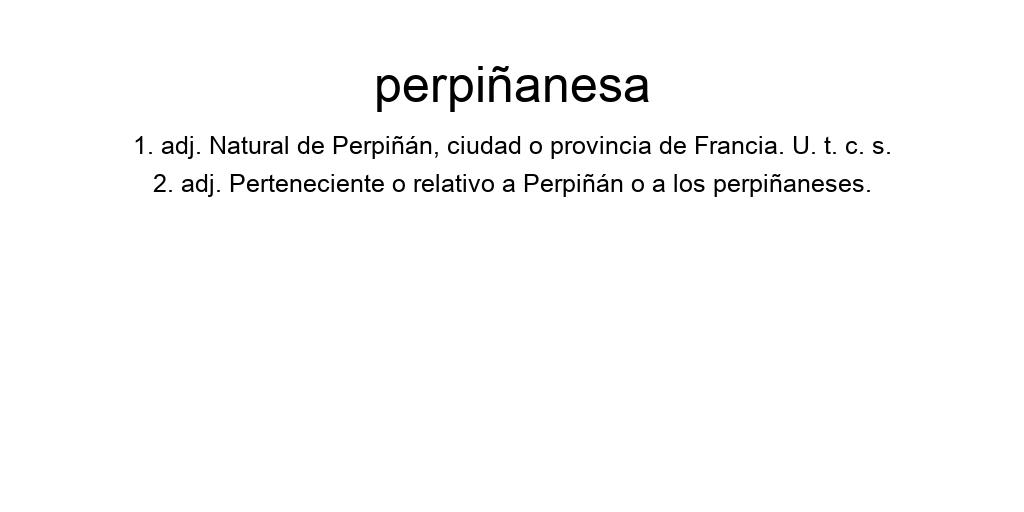 perpiñanesa
1. adj. Natural de Perpiñán, ciudad o provincia de Francia. U. t. c. s.
2. adj. Perteneciente o relativo a Perpiñán o a los perpiñaneses.